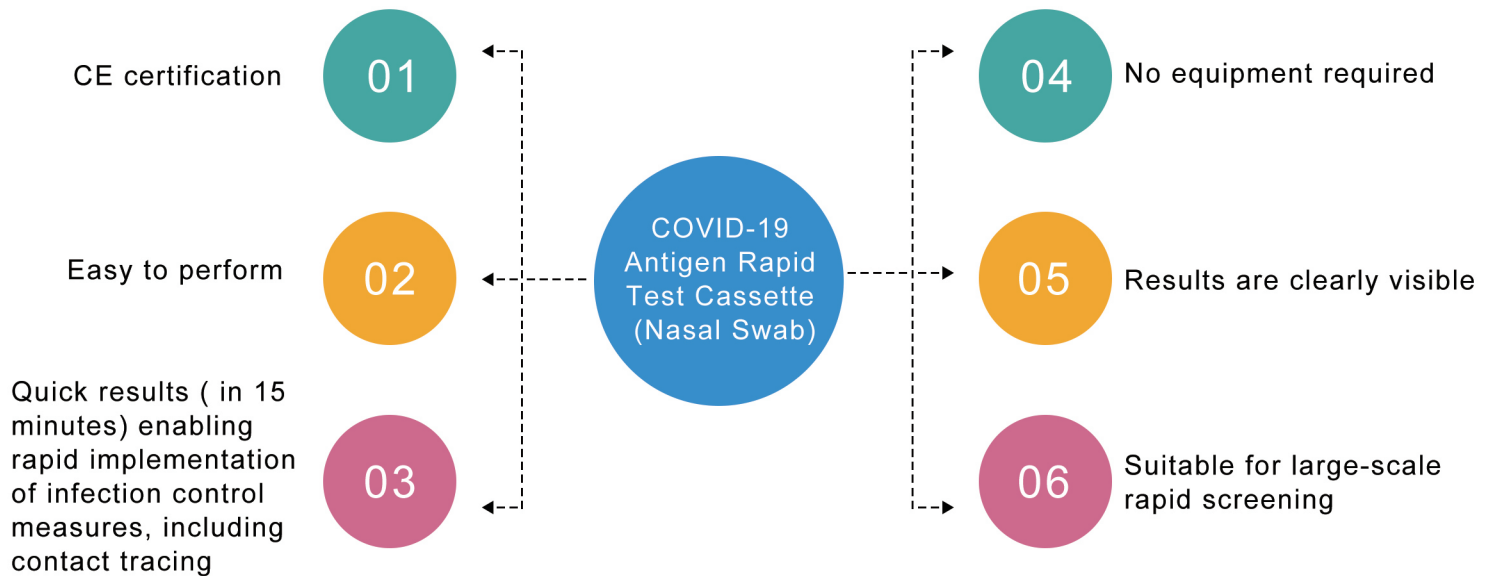 CE certification
01
Easy to perform
02
Quick results ( in 15
minutes) enabling
rapid implementation
of infection control
measures, including
contact tracing
03
COVID-19
Antigen Rapid
Test Cassette
(Nasal Swab)
04
No equipment required
05
Results are clearly visible
06
Suitable for large-scale
rapid screening